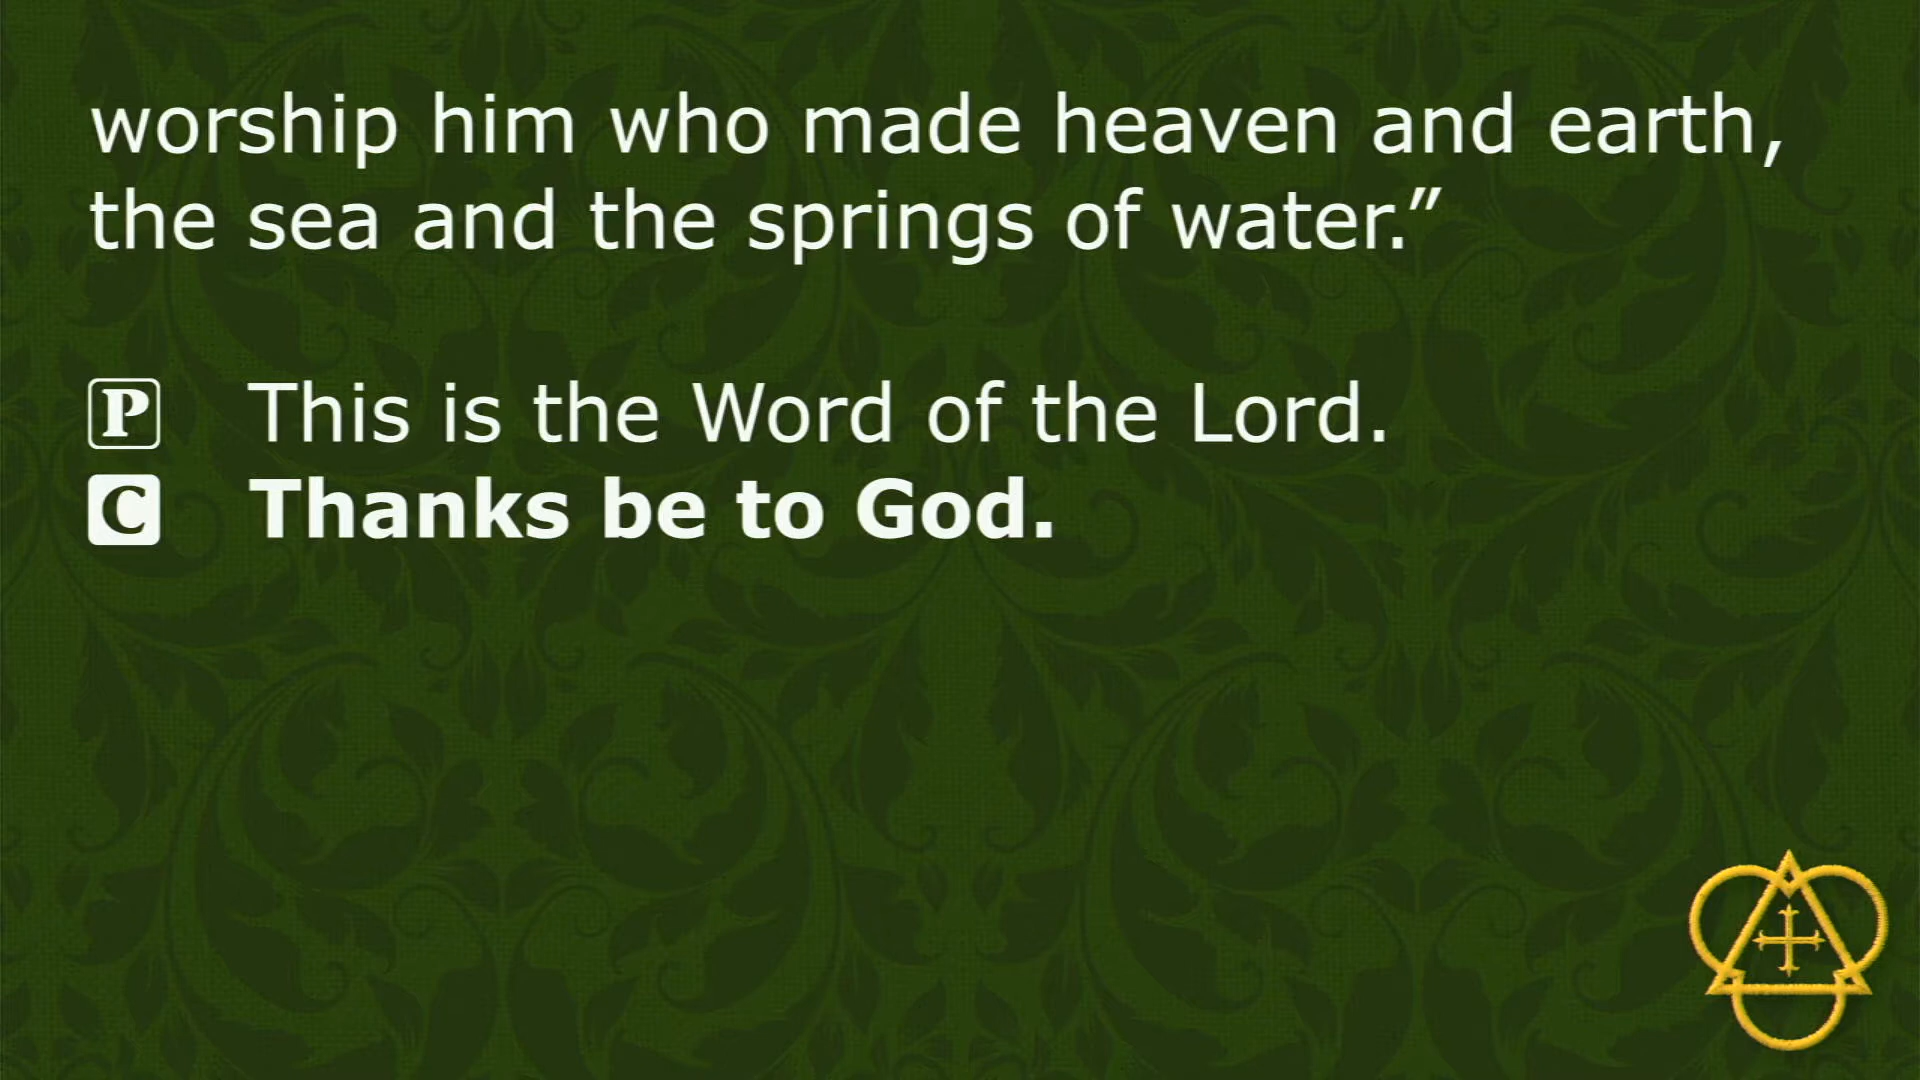 worship him who made heaven and earth,
the sea and the springs of water.”
P This is the Word of the Lord.
C Thanks be to God.